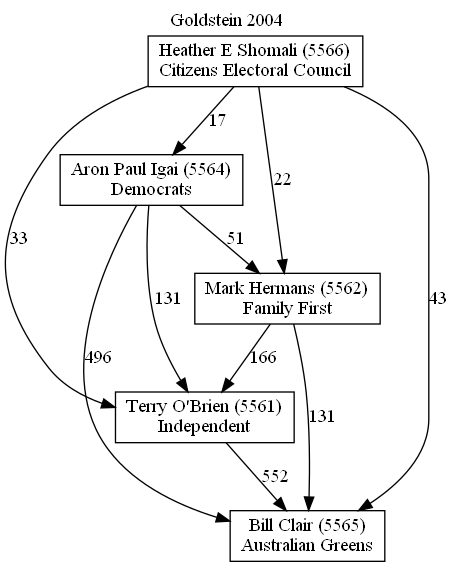 Goldstein 2004
Heather E Shomali (5566)
Citizens Electoral Council
17
Aron Paul Igai (5564)
Democrats
22
33
51
43
131
Mark Hermans (5562)
Family First
496
166
131
Terry O'Brien (5561)
Independent
552
Bill Clair (5565)
Australian Greens